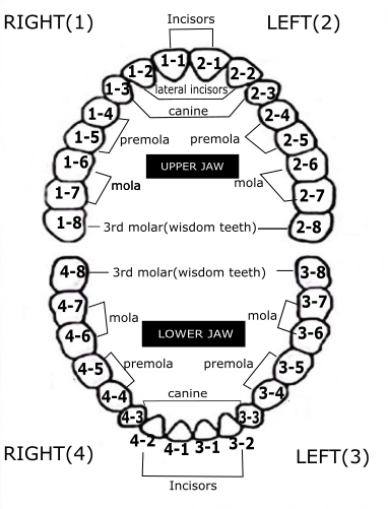 Incisors
RIGHT(1) LEFT(2)
1-1 2-1
1-2 2-2
1-3 lateral incisors 2-3
canine
1-4 2-4
1-5 premola premola 2-5
1-6 UPPER JAW 2-6
mola mola
1-7 2-7
1-8 3rd molar(wisdom teeth) 2-8
4-8 3rd molar(wisdom teeth) 3-8
4-7 3-7
mola mola
4-6 LOWER JAW 3-6
4-5 premola premola 3-5
4-4 canine 3-4
4-3 3-3
4-2 4-1 3-1 3-2
RIGHT(4) LEFT(3)
Incisors